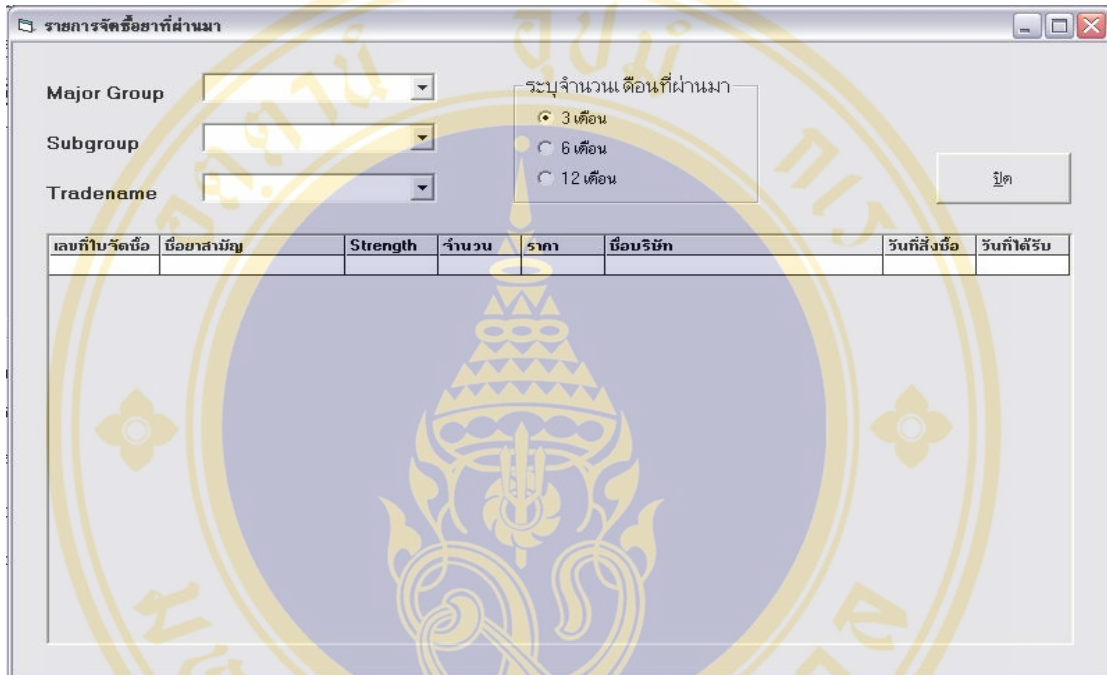 รายการจัดซื้อยาที่ผ่านมา
Major Group
ระบุจำนวนเดือนที่ผ่านมา
3 เดือน
Subgroup
6 เดือน
12 เดือน
Tradename
ปิด
เลขที่ใบจัดซื้อ ชื่อยาสามัญ Strength จำนวน ราคา ชื่อบริษัท วันที่สั่งซื้อ วันที่ได้รับ